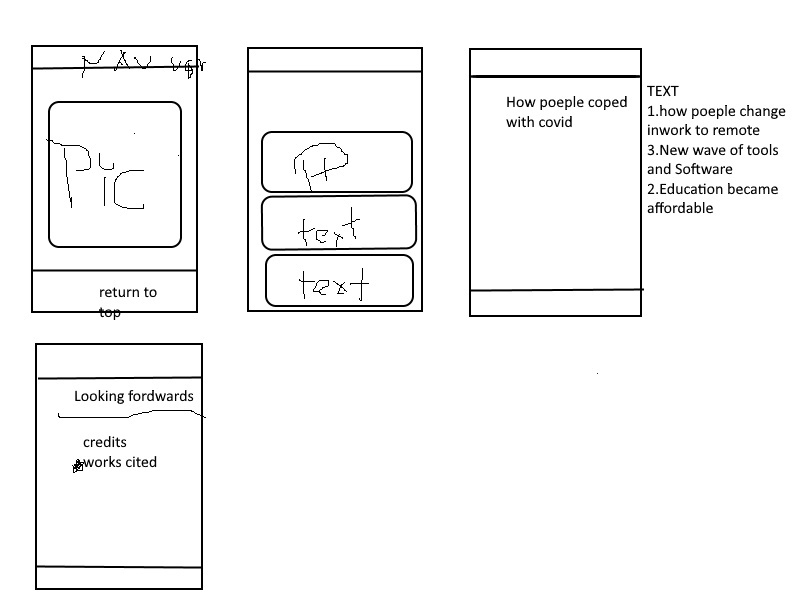 NAV
PiC
return to
top
text
text
How poeple coped
with covid
TEXT
1.how poeple change
inwork to remote
3.New wave of tools
and Software
2.Education became
affordable
Looking fordwards
credits
works cited